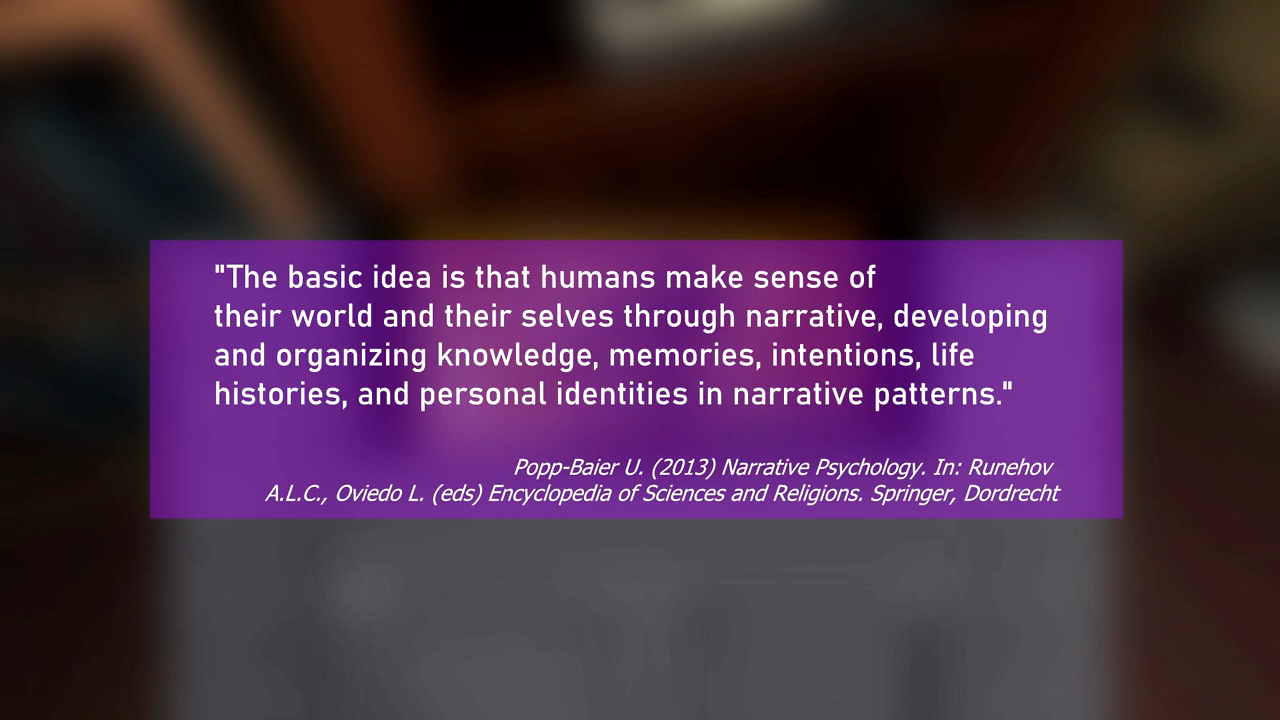 "The basic idea is that humans make sense of
their world and their selves through narrative, developing
and organizing knowledge, memories, intentions, life
histories, and personal identities in narrative patterns."
Popp-Baier U. (2013) Narrative Psychology. In: Runehov
A.L.C., Oviedo L. (eds) Encyclopedia of Sciences and Religions. Springer, Dordrecht